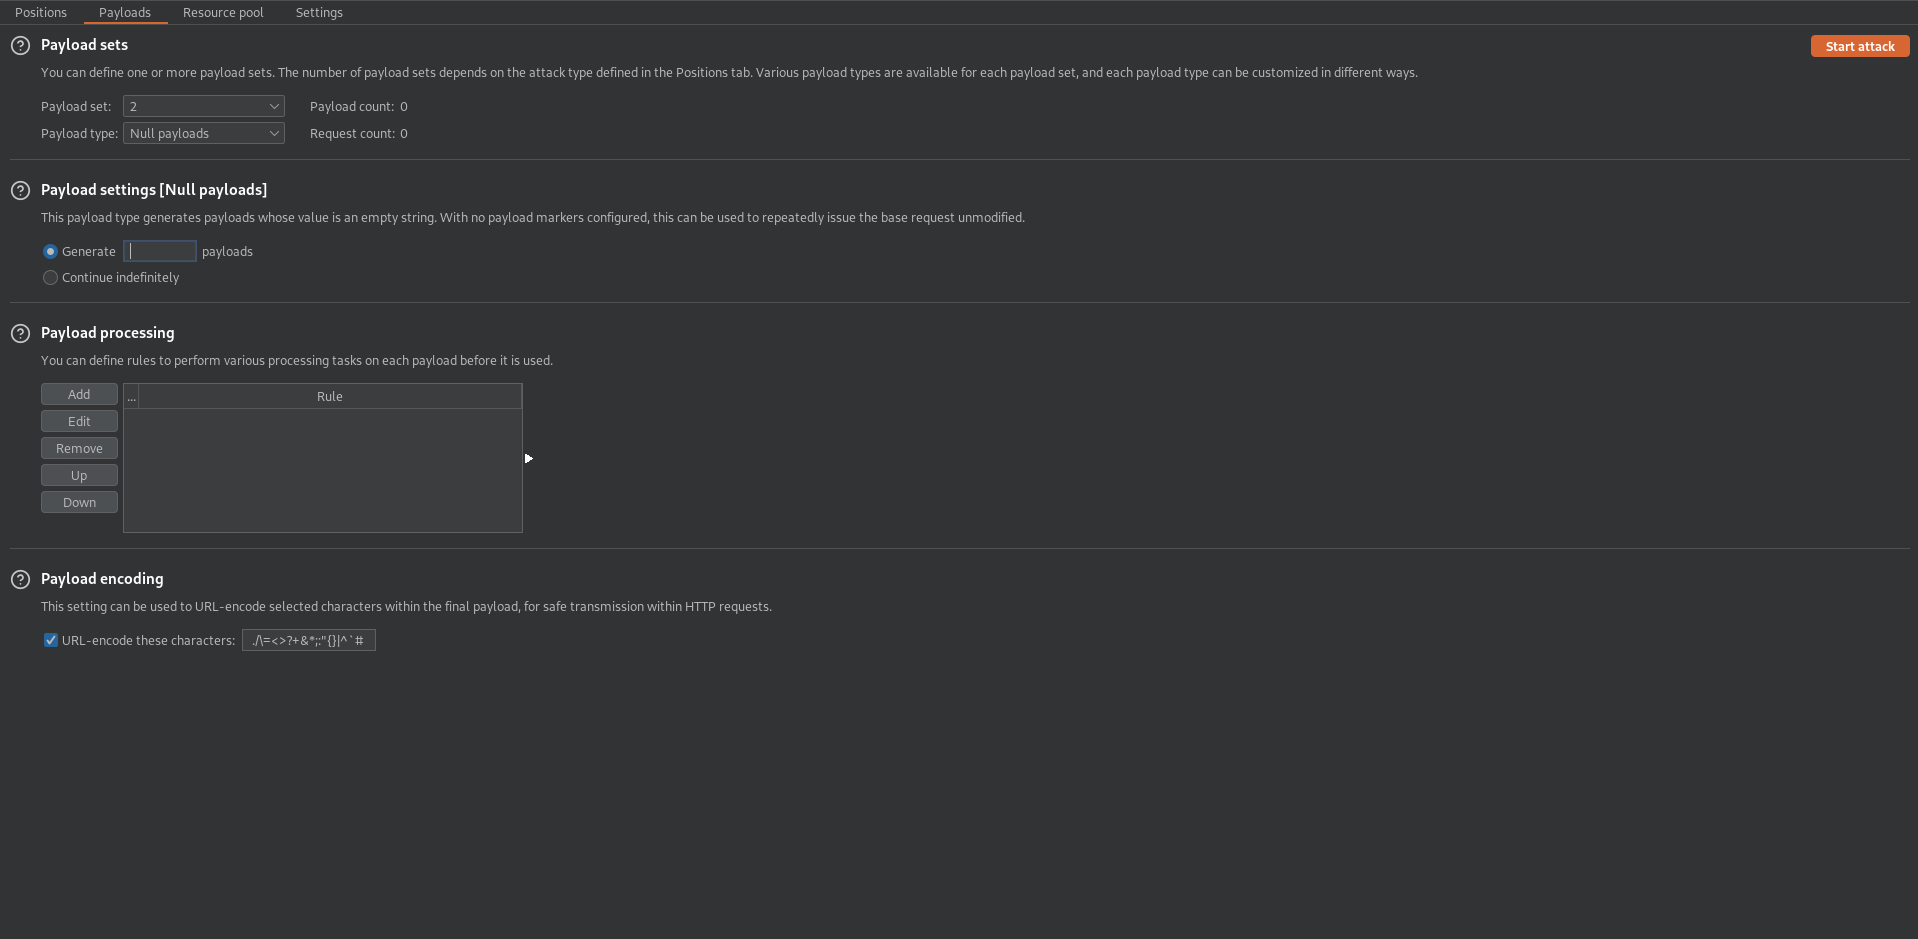 Positions Payloads Resource pool Settings
Payload sets
Start attack
You can define one or more payload sets. The number of payload sets depends on the attack type defined in the Positions tab. Various payload types are available for each payload set, and each payload type can be customized in different ways.
Payload set: 2 Payload count: 0
Payload type: Null payloads Request count: 0
Payload settings [Null payloads]
This payload type generates payloads whose value is an empty string. With no payload markers configured, this can be used to repeatedly issue the base request unmodified.
Generate payloads
Continue indefinitely
Payload processing
You can define rules to perform various processing tasks on each payload before it is used.
Add
... Rule
Edit
Remove
Up
Down
Payload encoding
This setting can be used to URL-encode selected characters within the final payload, for safe transmission within HTTP requests.
URL-encode these characters: ./\=<>?+&*;:"{}|^`#